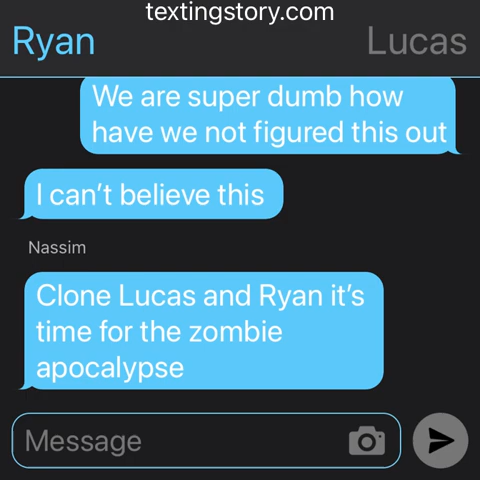 textingstory.com
Ryan
Lucas
We are super dumb how
have we not figured this out
I can’t believe this
Nassim
Clone Lucas and Ryan it’s
time for the zombie
apocalypse
Message